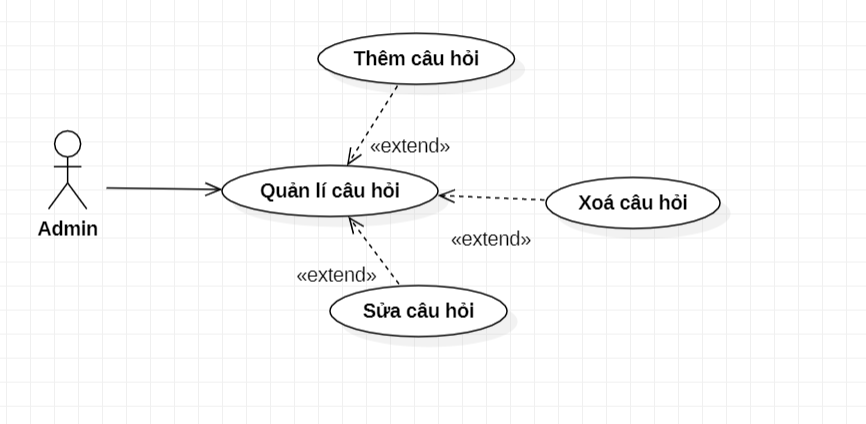 Thêm câu hỏi
«extend»
Quản lí câu hỏi
Xoá câu hỏi
Admin
«extend»
«extend»
Sửa câu hỏi